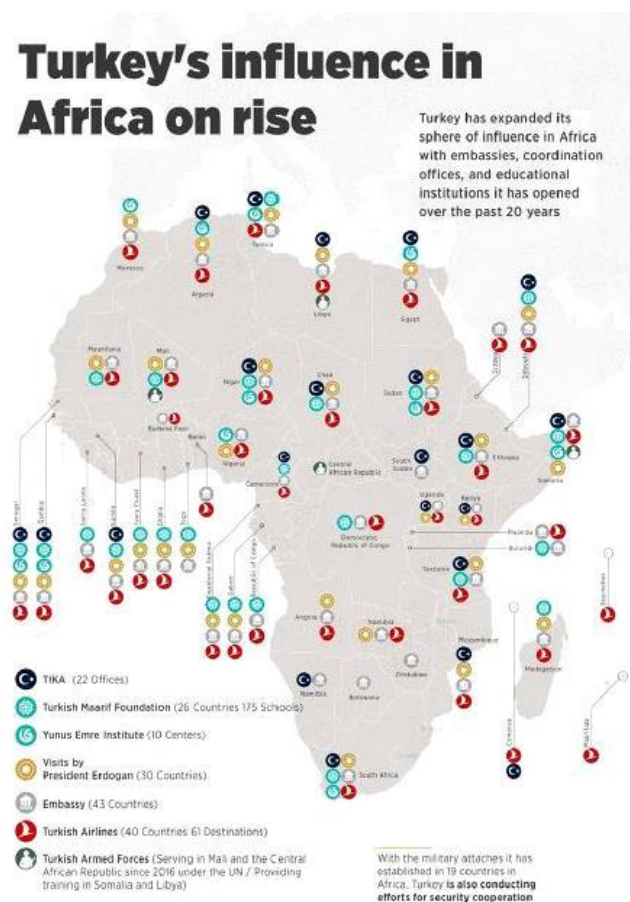 Turkey's influence in
Africa on rise
Turkey has expanded its
sphere of influence in Africa
with embassies, coordination
offices, and educational
institutions it has opened
over the past 20 years
Morocco
Algeria
Tunisia
Libya
Egypt
Eritrea
Djibouti
Mauritania
Mali
Niger
Chad
Sudan
Burkina Faso
Benin
Nigeria
Cameroon
Central
African Republic
South
Sudan
Ethiopia
Somalia
Senegal
Gambia
Sierra Leone
Ivory Coast
Ghana
Togo
Equatorial Guinea
Gabon
Republic of Congo
Democratic
Republic of Congo
Uganda
Kenya
Rwanda
Burundi
Tanzania
Angola
Namibia
Zimbabwe
Mozambique
Madagascar
Seychelles
Comoros
Mauritius
Namibia
Botswana
South Africa
TIKA (22 Offices)
Turkish Maarif Foundation (26 Countries 175 Schools)
Yunus Emre Institute (10 Centers)
Visits by
President Erdogan (30 Countries)
Embassy (43 Countries)
Turkish Airlines (40 Countries 61 Destinations)
Turkish Armed Forces (Serving in Mali and the Central
African Republic since 2016 under the UN / Providing
training in Somalia and Libya)
With the military attaches it has
established in 19 countries in
Africa, Turkey is also conducting
efforts for security cooperation